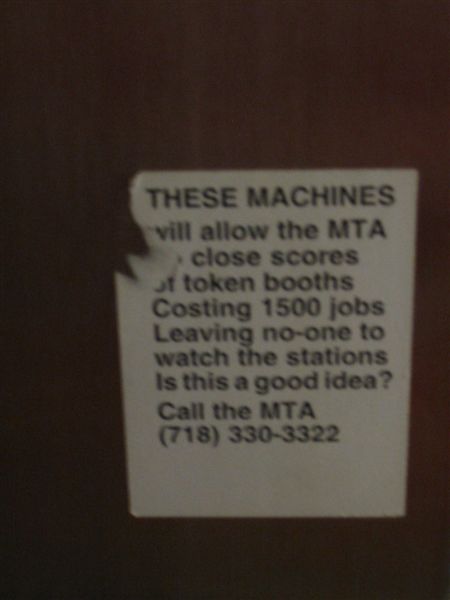 THESE MACHINES
will allow the MTA
close scores
of token booths
Costing 1500 jobs
Leaving no-one to
watch the stations
Is this a good idea?
Call the MTA
(718) 330-3322